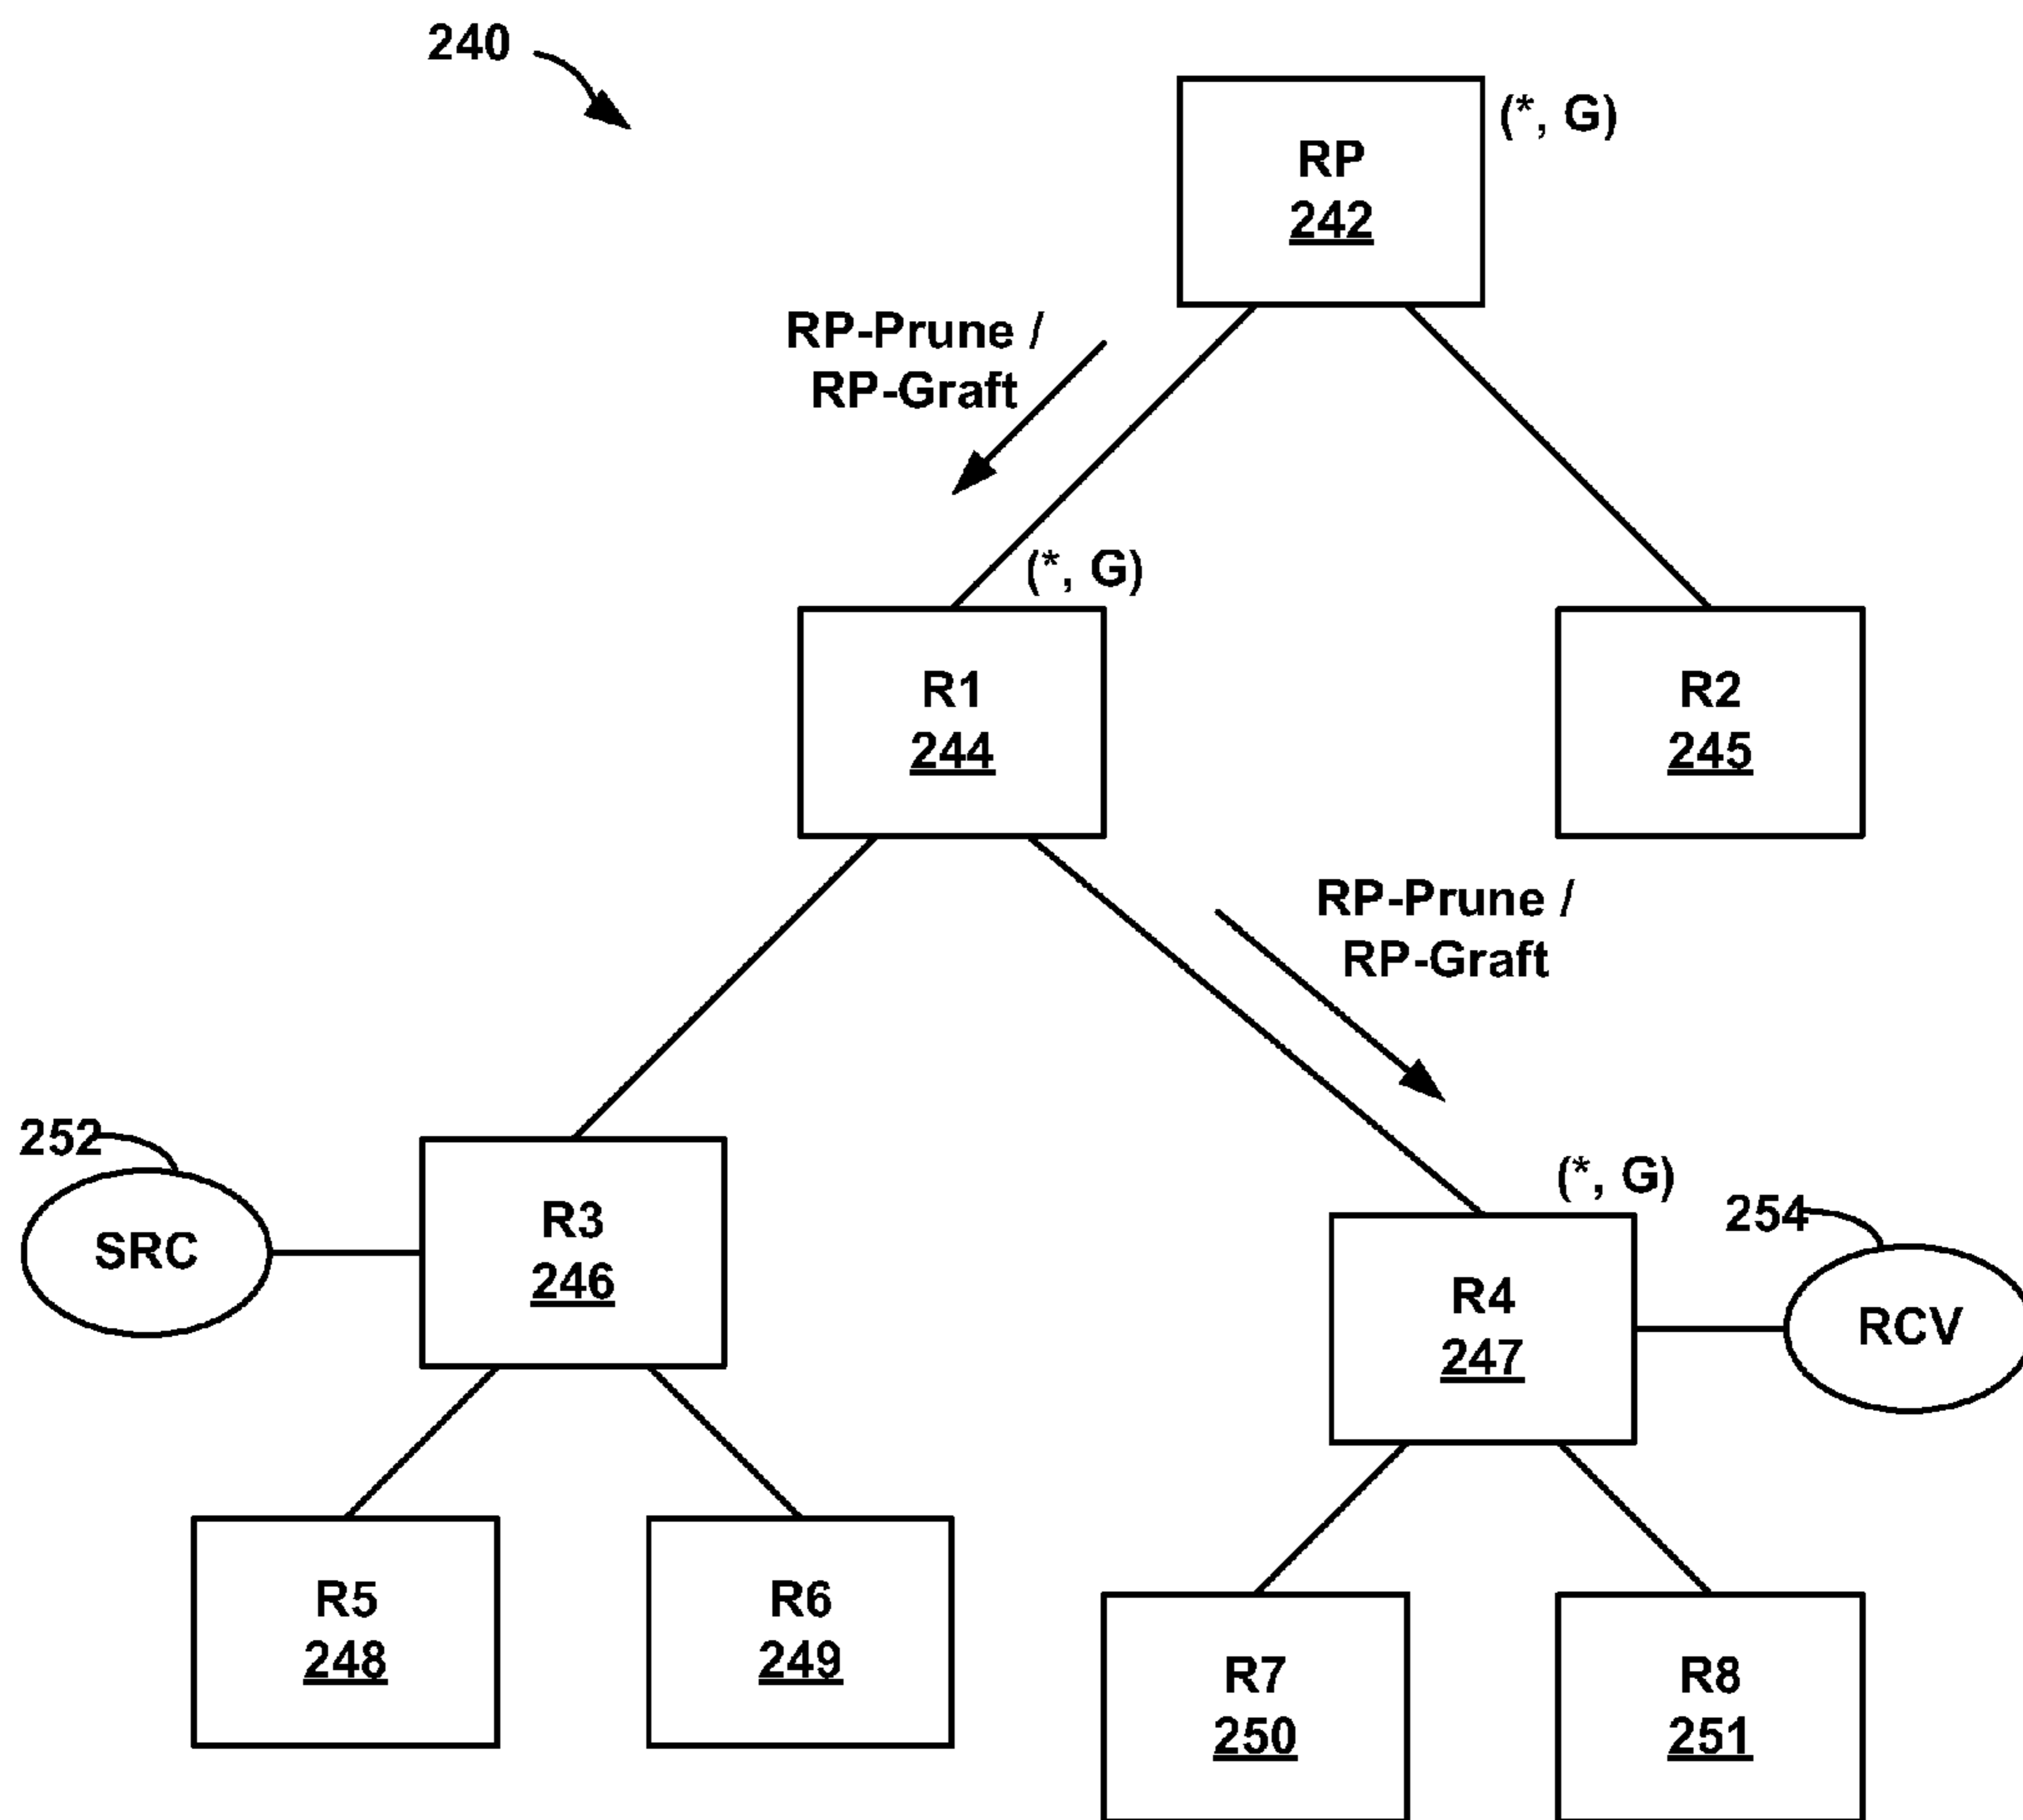 240
(*, G)
RP
242
RP-Prune /
RP-Graft
(*, G)
R1
244
R2
245
RP-Prune /
RP-Graft
252
SRC
R3
246
(*, G)
254
R4
247
RCV
R5
248
R6
249
R7
250
R8
251